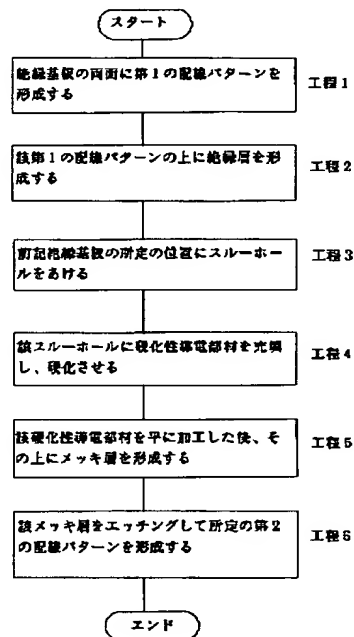 スタート
絶縁基板の両面に第1の配線パターンを
形成する
工程1
該第1の配線パターンの上に絶縁層を形
成する
工程2
前記絶縁基板の所定の位置にスルーホー
ルをあける
工程3
該スルーホールに硬化性導電部材を充填
し、硬化させる
工程4
該硬化性導電部材を平に加工した後、そ
の上にメッキ層を形成する
工程5
該メッキ層をエッチングして所定の第2
の配線パターンを形成する
工程6
エンド